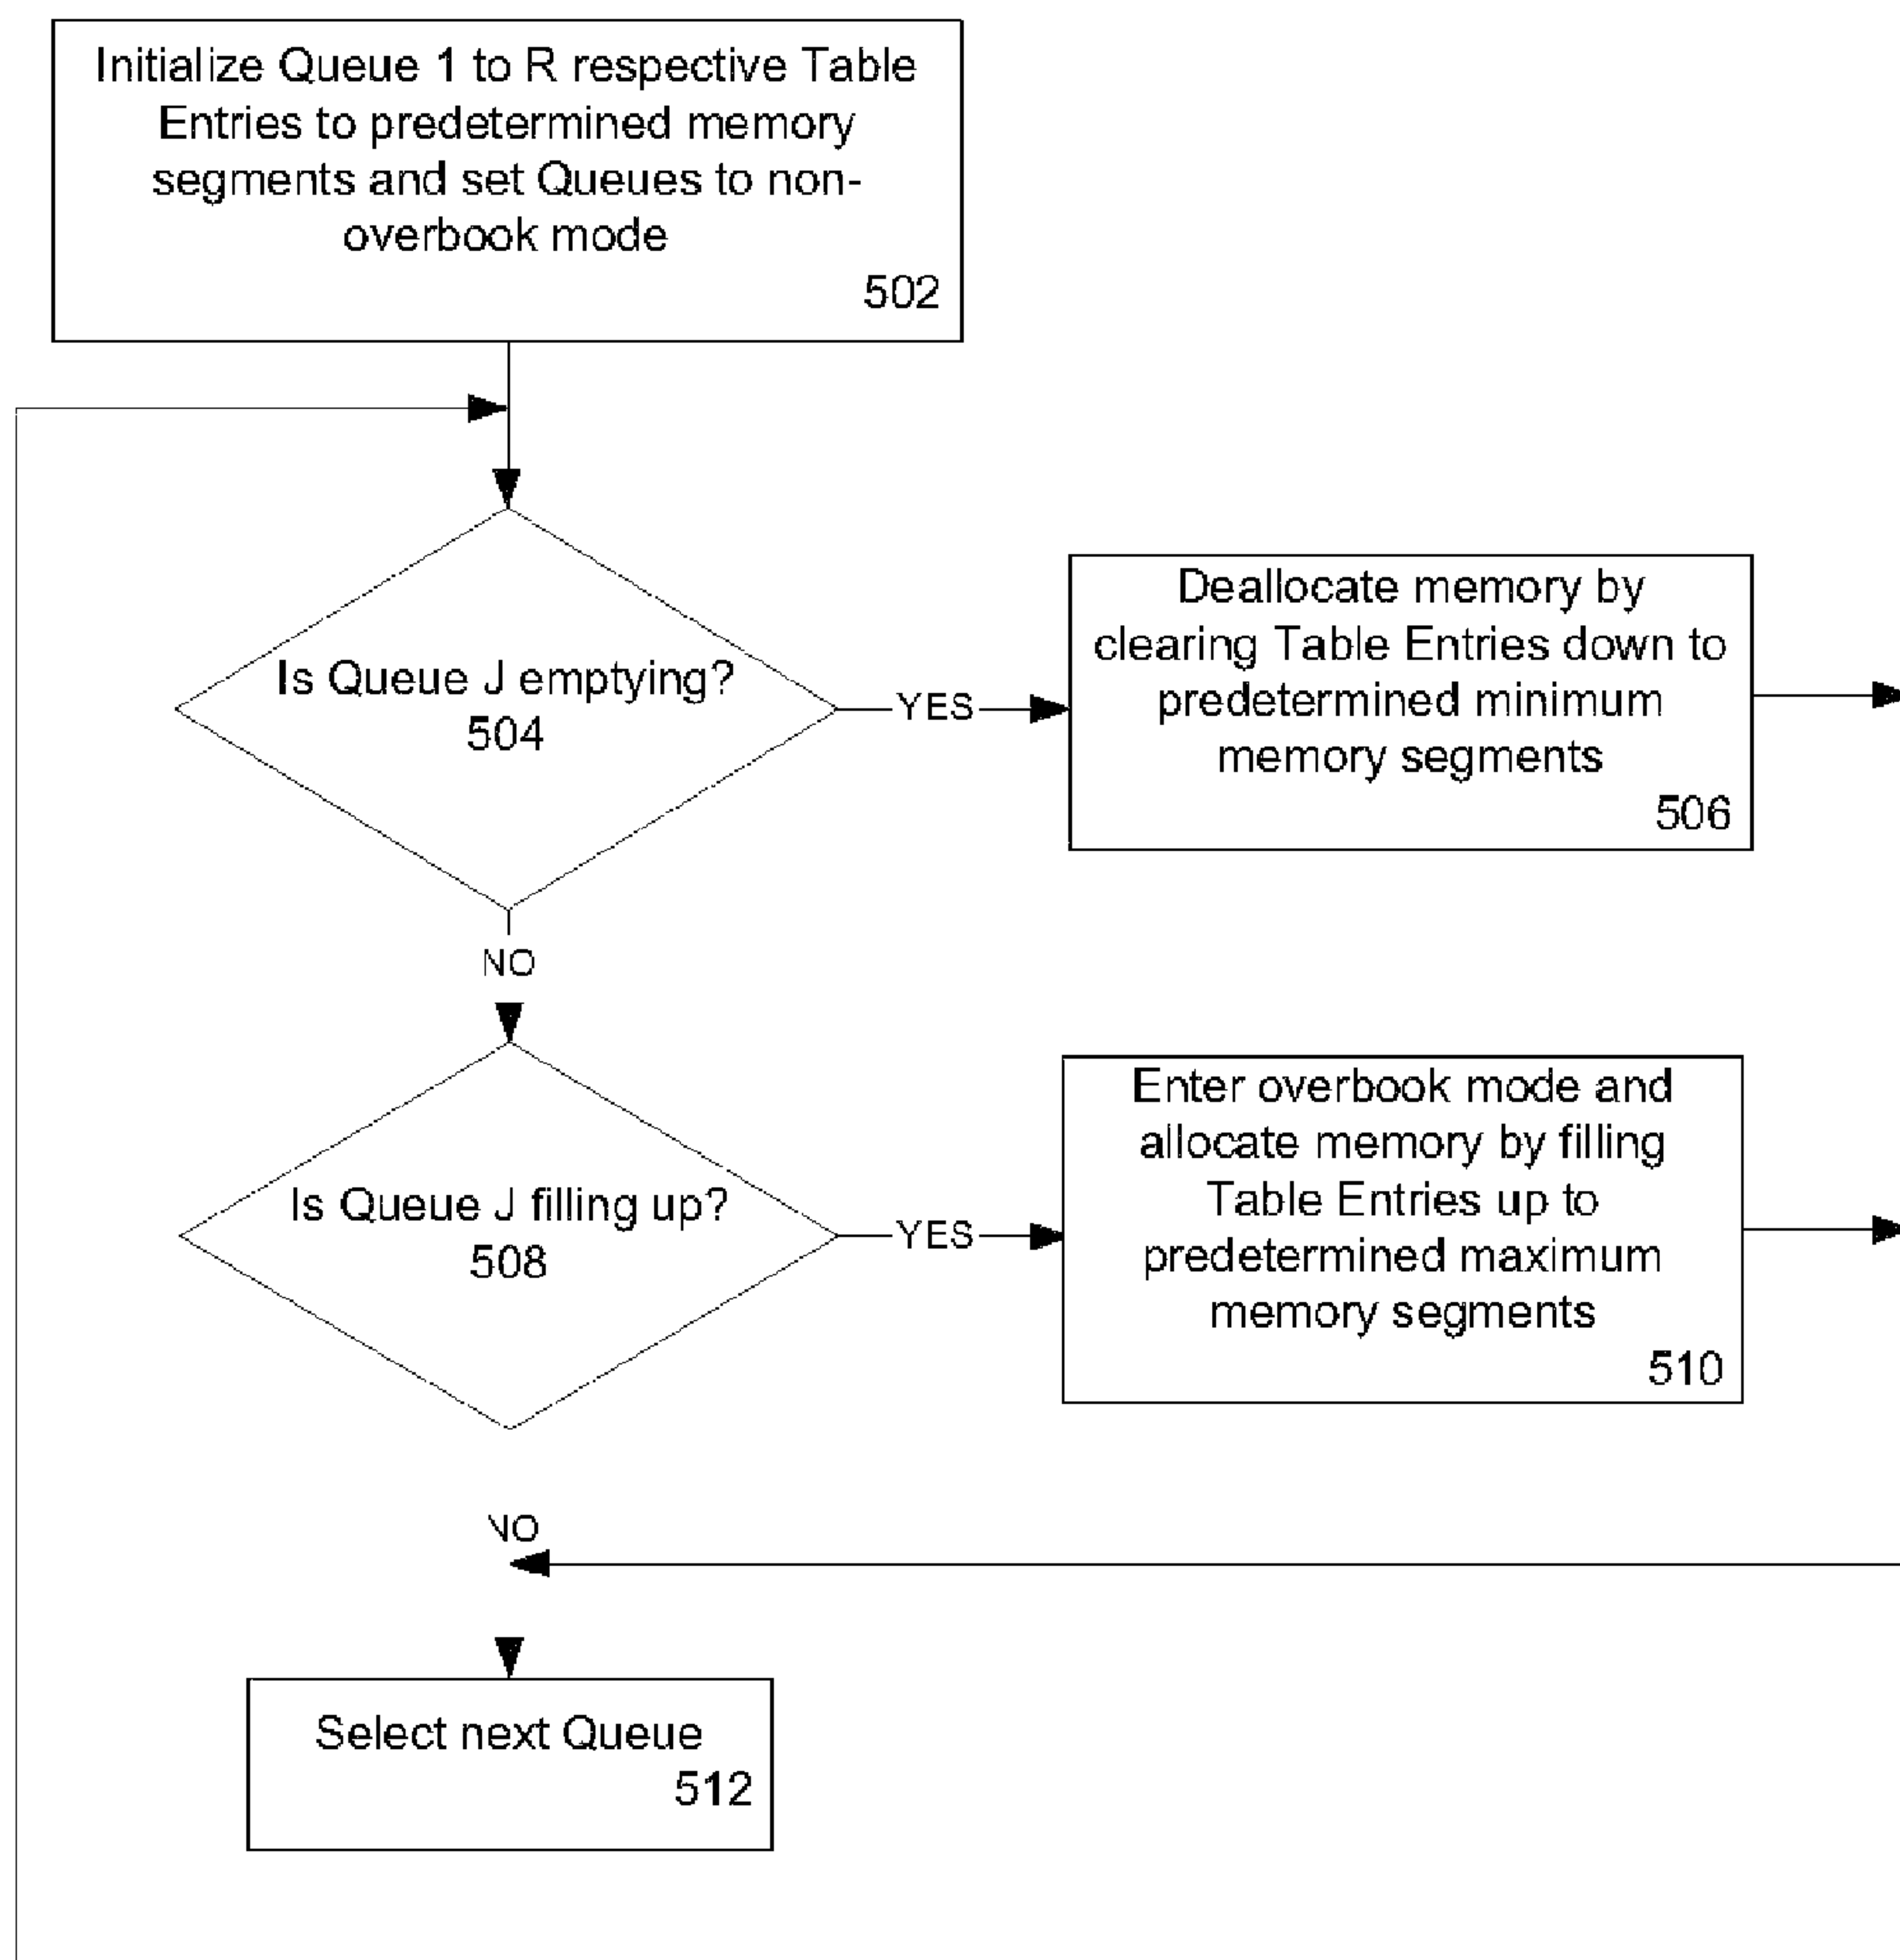 Initialize Queue 1 to R respective Table
Entries to predetermined memory
segments and set Queues to non-
overbook mode
502
Is Queue J emptying?
504
YES
Deallocate memory by
clearing Table Entries down to
predetermined minimum
memory segments
506
NO
Is Queue J filling up?
508
YES
Enter overbook mode and
allocate memory by filling
Table Entries up to
predetermined maximum
memory segments
510
NO
Select next Queue
512